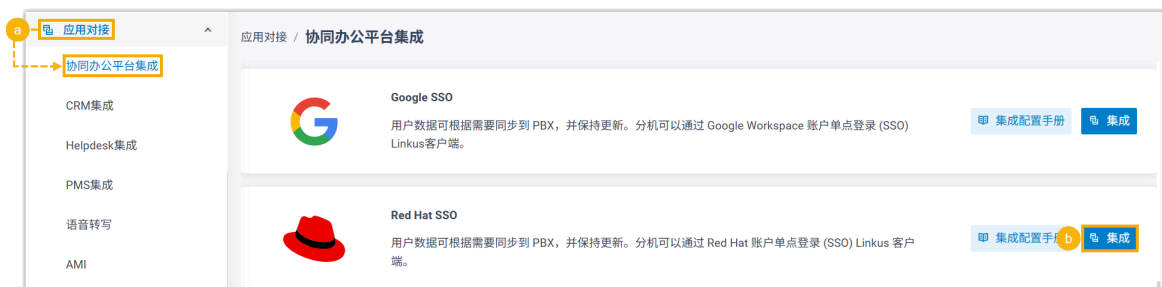 a
应用对接
协同办公平台集成
CRM集成
Helpdesk集成
PMS集成
语音转写
AMI
应用对接 / 协同办公平台集成
Google SSO
用户数据可根据需要同步到 PBX，并保持更新。分机可以通过 Google Workspace 账户单点登录 (SSO)
Linkus客户端。
集成配置手册
集成
Red Hat SSO
用户数据可根据需要同步到 PBX，并保持更新。分机可以通过 Red Hat 账户单点登录 (SSO) Linkus 客户
端。
集成配置手
b
集成